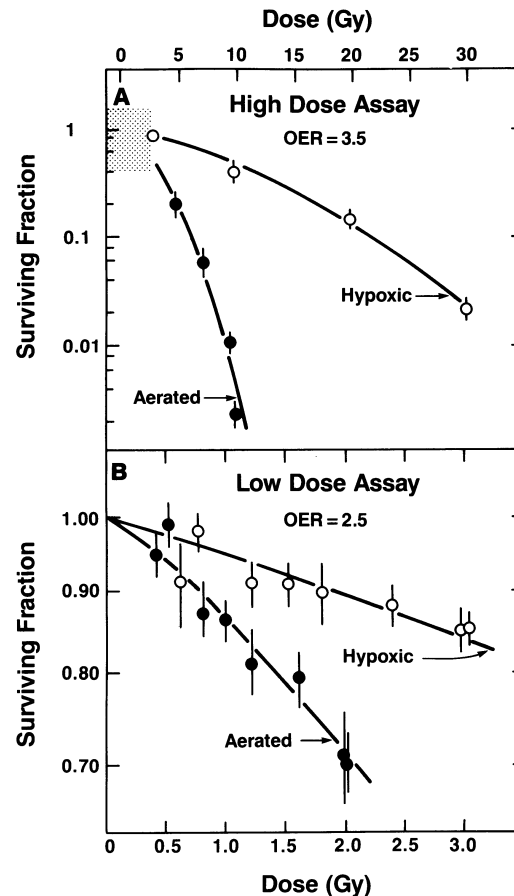 Dose (Gy)
0 5 10 15 20 25 30
A
High Dose Assay
OER = 3.5
1
0.1
0.01
Surviving Fraction
Hypoxic
Aerated
B
Low Dose Assay
OER = 2.5
1.00
0.90
0.80
0.70
Surviving Fraction
Hypoxic
Aerated
0 0.5 1.0 1.5 2.0 2.5 3.0
Dose (Gy)